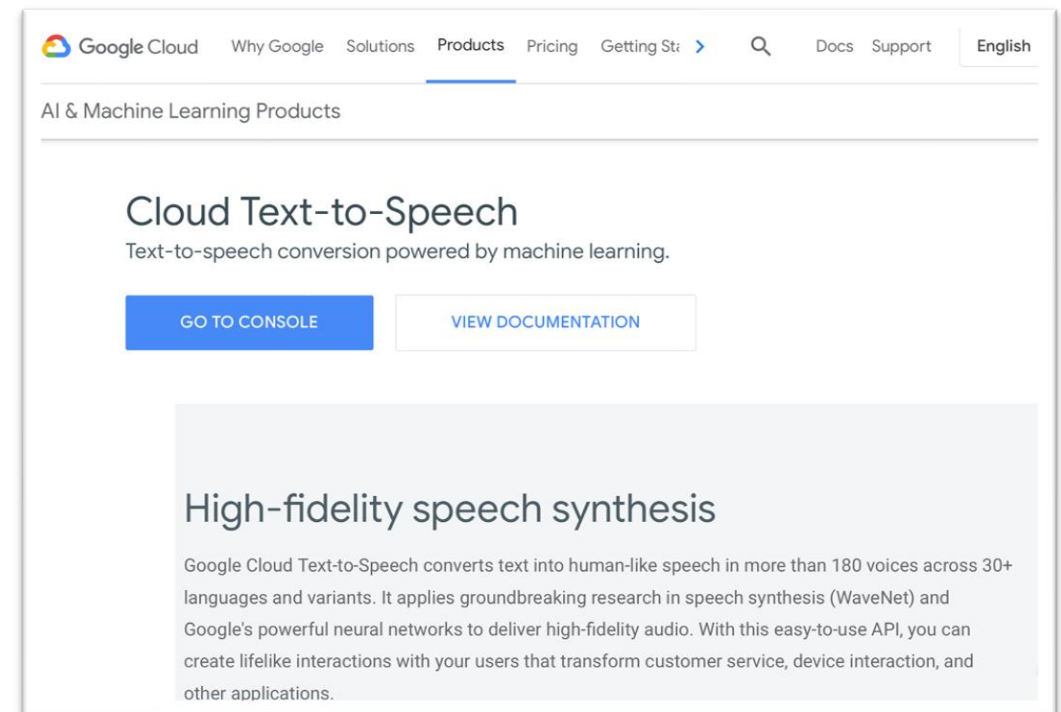 Google Cloud Why Google Solutions Products Pricing Getting Sta Docs Support English
AI & Machine Learning Products
Cloud Text-to-Speech
Text-to-speech conversion powered by machine learning.
GO TO CONSOLE VIEW DOCUMENTATION
High-fidelity speech synthesis
Google Cloud Text-to-Speech converts text into human-like speech in more than 180 voices across 30+
languages and variants. It applies groundbreaking research in speech synthesis (WaveNet) and
Google's powerful neural networks to deliver high-fidelity audio. With this easy-to-use API, you can
create lifelike interactions with your users that transform customer service, device interaction, and
other applications.